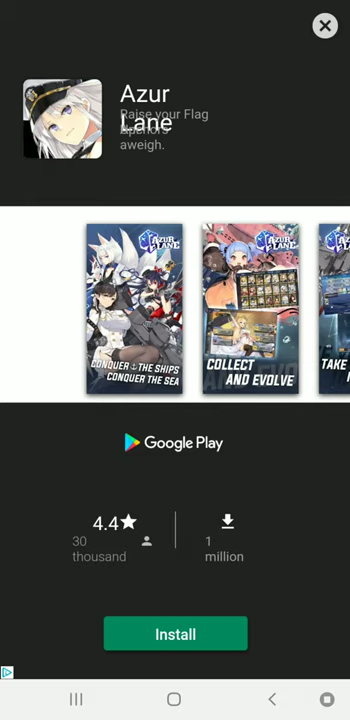 Azur
Lane
Raise your Flag
aweigh.
AZUR
LANE
CONQUER THE SHIPS
CONQUER THE SEA
AZUR
LANE
COLLECT
AND EVOLVE
TAKE
Google Play
4.4★
30
thousand
1
million
Install